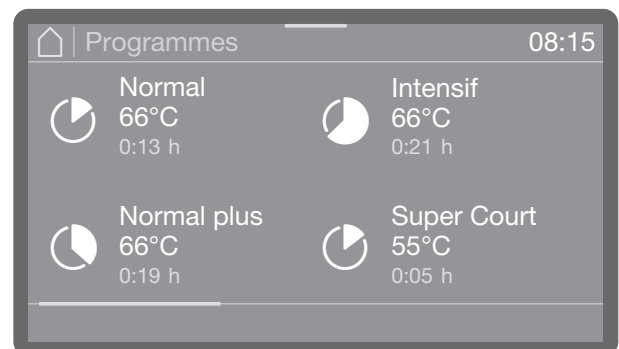 Programmes 08:15
Normal
66°C
0:13 h
Intensif
66°C
0:21 h
Normal plus
66°C
0:19 h
Super Court
55°C
0:05 h